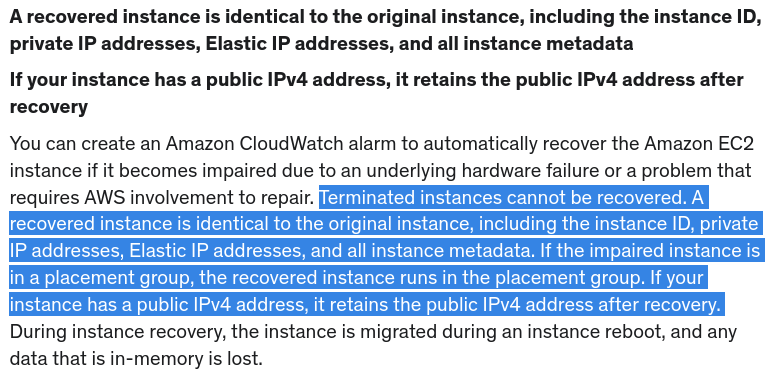 A recovered instance is identical to the original instance, including the instance ID,
private IP addresses, Elastic IP addresses, and all instance metadata
If your instance has a public IPv4 address, it retains the public IPv4 address after
recovery
You can create an Amazon CloudWatch alarm to automatically recover the Amazon EC2
instance if it becomes impaired due to an underlying hardware failure or a problem that
requires AWS involvement to repair. Terminated instances cannot be recovered. A
recovered instance is identical to the original instance, including the instance ID, private
IP addresses, Elastic IP addresses, and all instance metadata. If the impaired instance is
in a placement group, the recovered instance runs in the placement group. If your
instance has a public IPv4 address, it retains the public IPv4 address after recovery.
During instance recovery, the instance is migrated during an instance reboot, and any
data that is in-memory is lost.